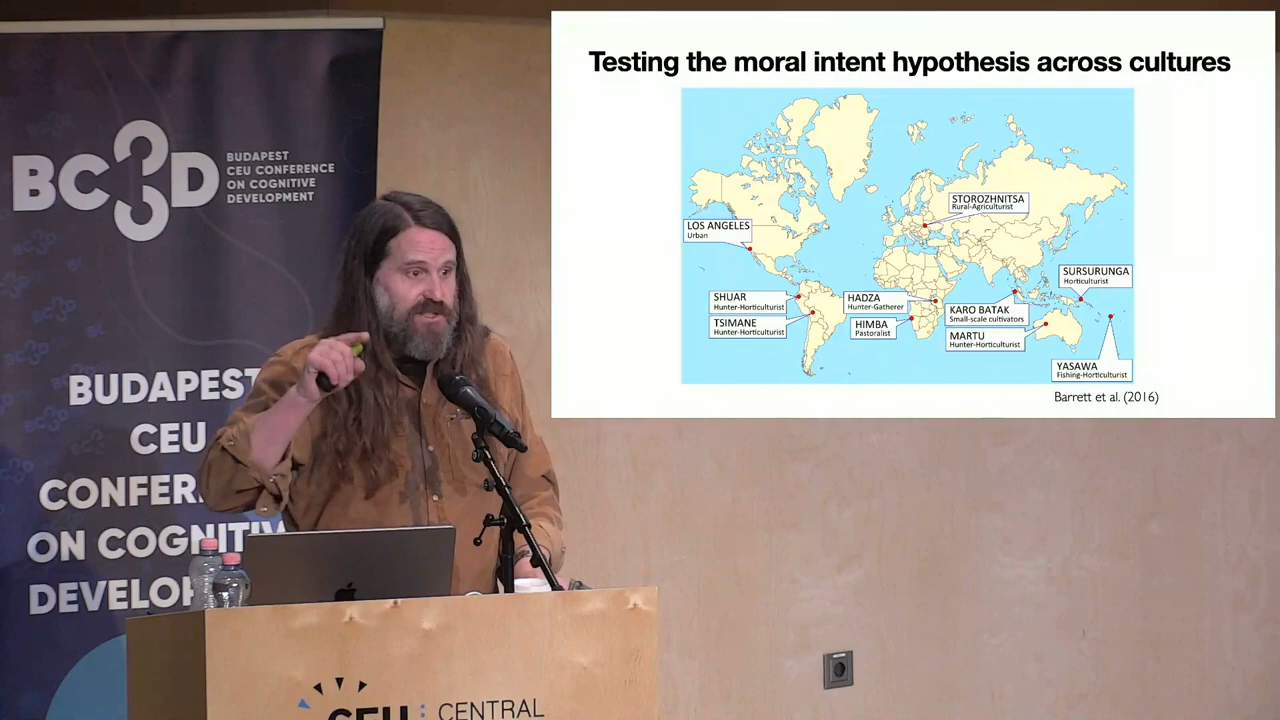 BC3D
BUDAPEST
CEU CONFERENCE
ON COGNITIVE
DEVELOPMENT
BUDAPEST
CEU
CONFER
ON COGNITIV
DEVELOP
Testing the moral intent hypothesis across cultures
STOROZHNITSA
Rural-Agriculturist
LOS ANGELES
Urban
SURSURUNGA
Horticulturist
SHUAR
Hunter-Horticulturist
HADZA
Hunter-Gatherer
KARO BATAK
Small-scale cultivators
TSIMANE
Hunter-Horticulturist
HIMBA
Pastoralist
MARTU
Hunter-Horticulturist
YASAWA
Fishing-Horticulturist
Barrett et al. (2016)
CEU
CENTRAL